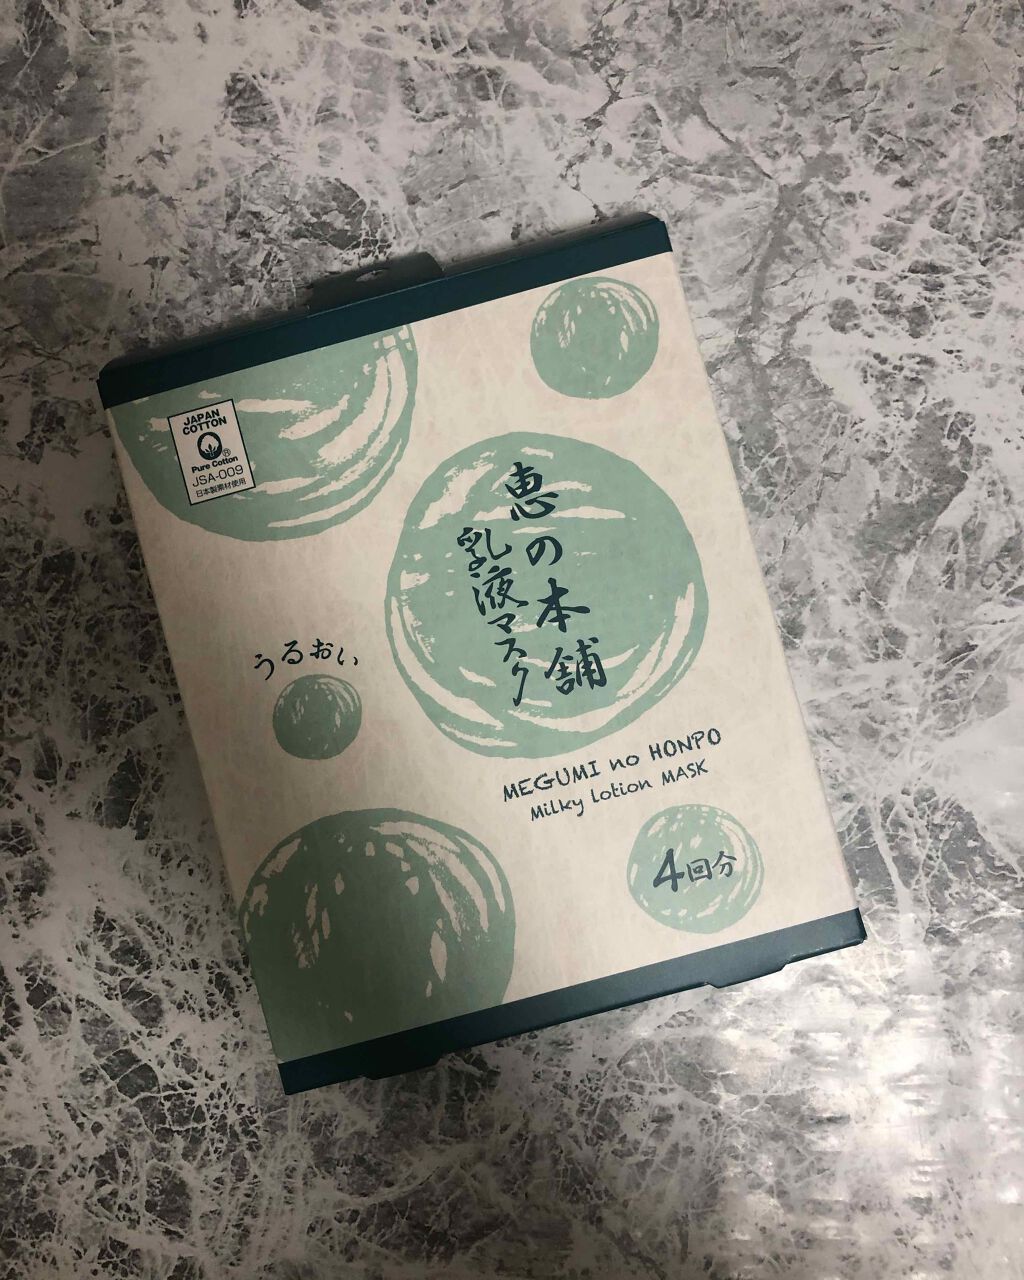 JAPAN
COTTON
®
Pure Cotton
JSA-009
日本製素材使用
恵の本舗
乳液マスク
うるおい
MEGUMI no HONPO
Milky Lotion MASK
4回分